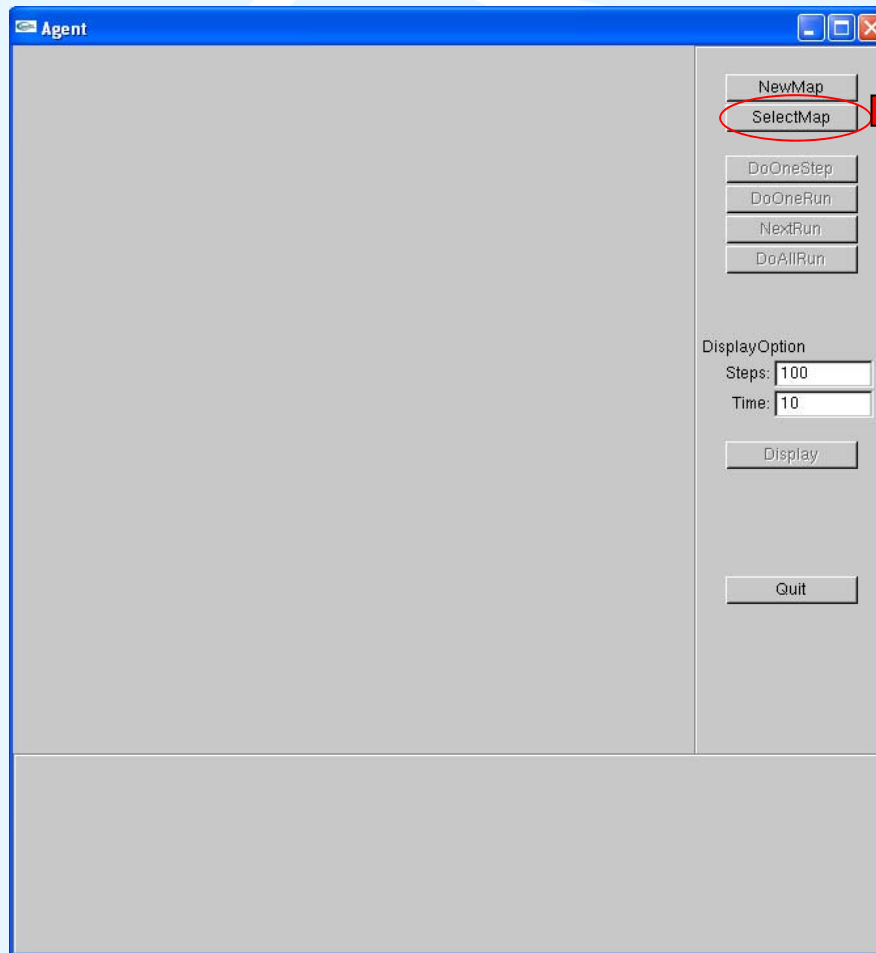 Agent
NewMap
SelectMap
DoOneStep
DoOneRun
NextRun
DoAllRun
DisplayOption
Steps: 100
Time: 10
Display
Quit